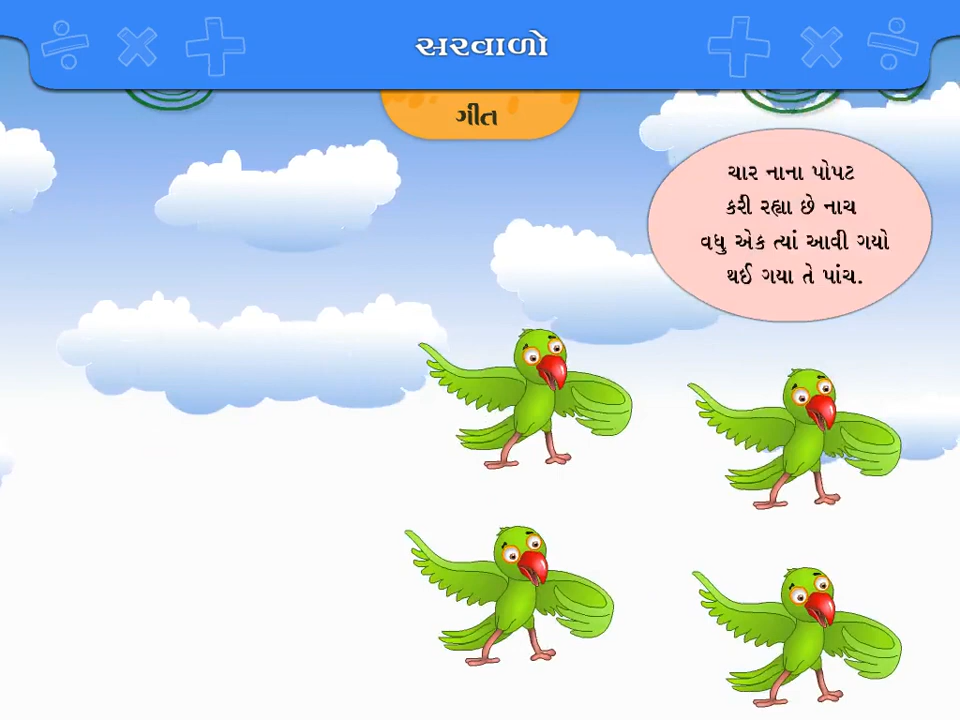 સરવાળો
ગીત
ચાર નાના પોપટ
કરી રહ્યા છે નાચ
વધુ એક ત્યાં આવી ગયો
થઈ ગયા તે પાંચ.